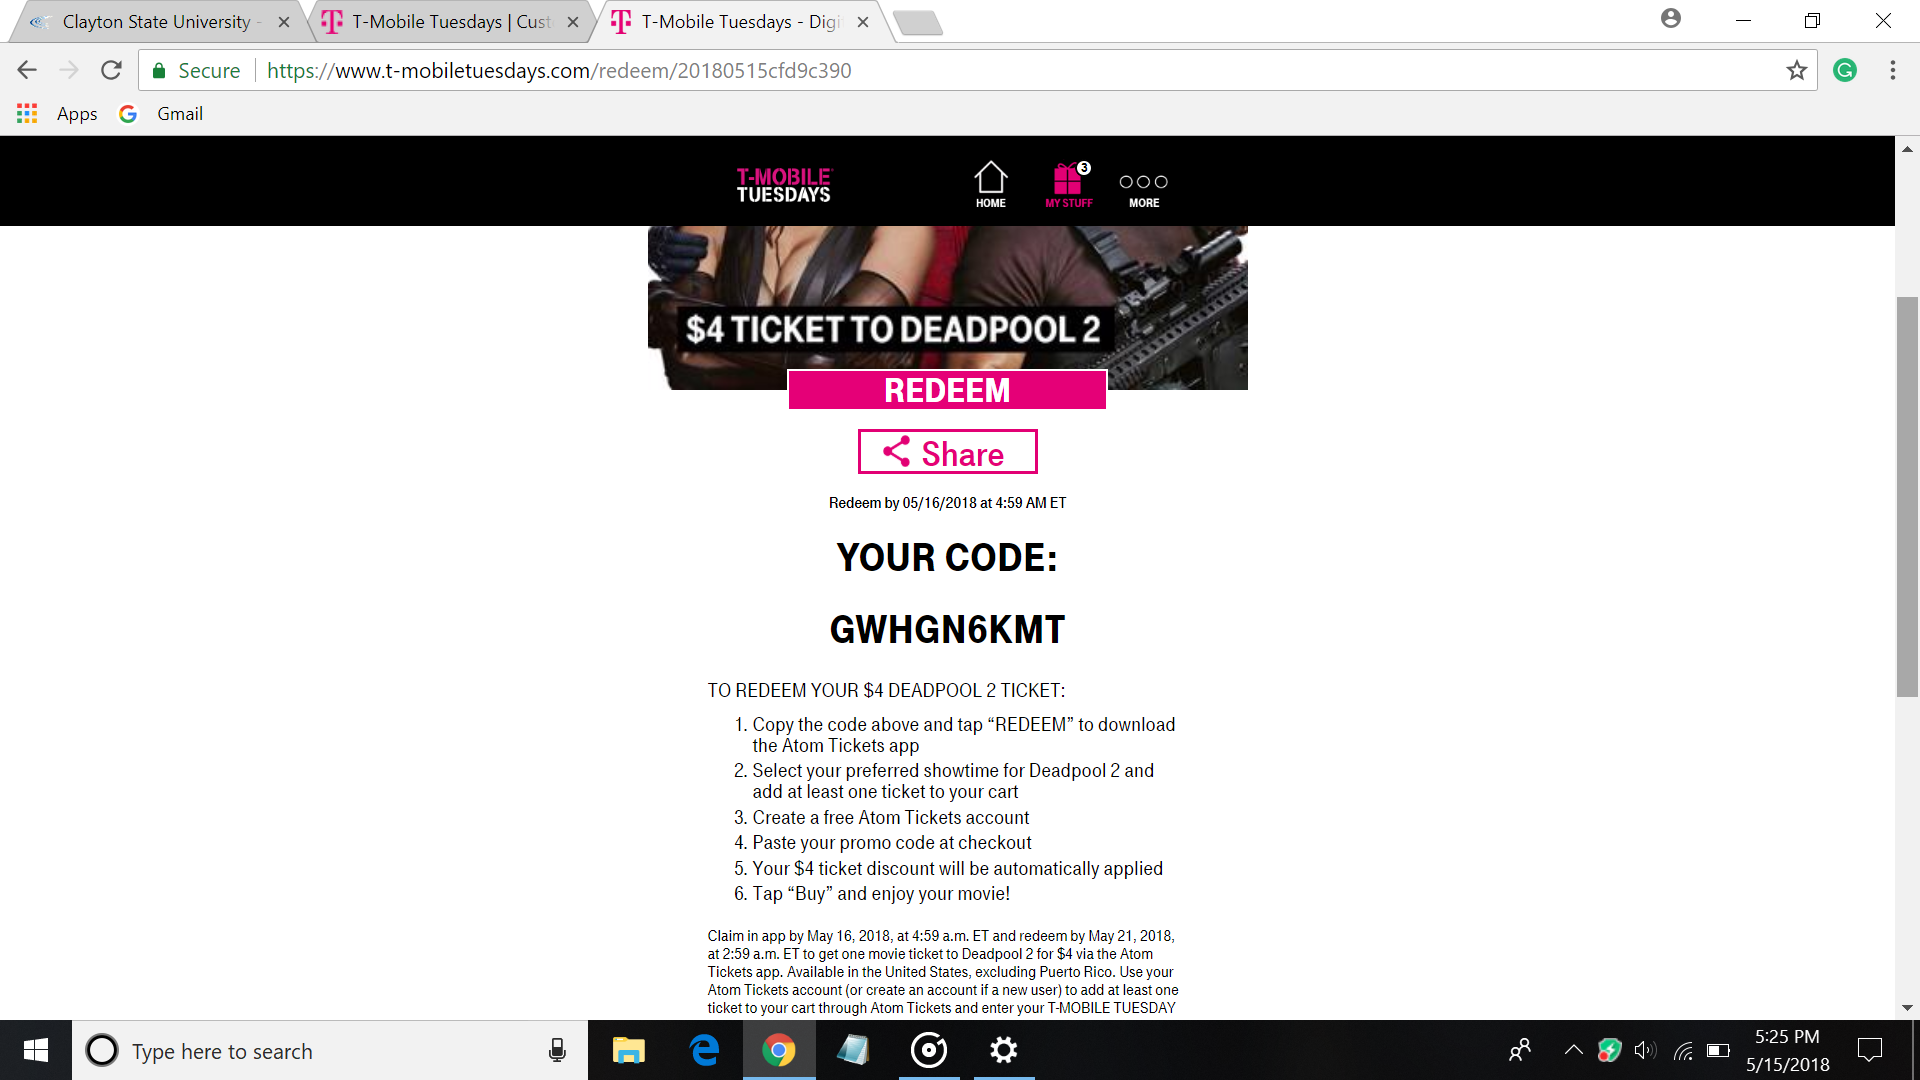 Clayton State University -
T-Mobile Tuesdays | Cust
T-Mobile Tuesdays - Digi
Secure
https://www.t-mobiletuesdays.com/redeem/20180515cfd9c390
Apps
Gmail
T-MOBILE
TUESDAYS
HOME
3
MY STUFF
MORE
$4 TICKET TO DEADPOOL 2
REDEEM
Share
Redeem by 05/16/2018 at 4:59 AM ET
YOUR CODE:
GWHGN6KMT
TO REDEEM YOUR $4 DEADPOOL 2 TICKET:
1. Copy the code above and tap “REDEEM” to download
the Atom Tickets app
2. Select your preferred showtime for Deadpool 2 and
add at least one ticket to your cart
3. Create a free Atom Tickets account
4. Paste your promo code at checkout
5. Your $4 ticket discount will be automatically applied
6. Tap “Buy” and enjoy your movie!
Claim in app by May 16, 2018, at 4:59 a.m. ET and redeem by May 21, 2018,
at 2:59 a.m. ET to get one movie ticket to Deadpool 2 for $4 via the Atom
Tickets app. Available in the United States, excluding Puerto Rico. Use your
Atom Tickets account (or create an account if a new user) to add at least one
ticket to your cart through Atom Tickets and enter your T-MOBILE TUESDAY
Type here to search
5:25 PM
5/15/2018